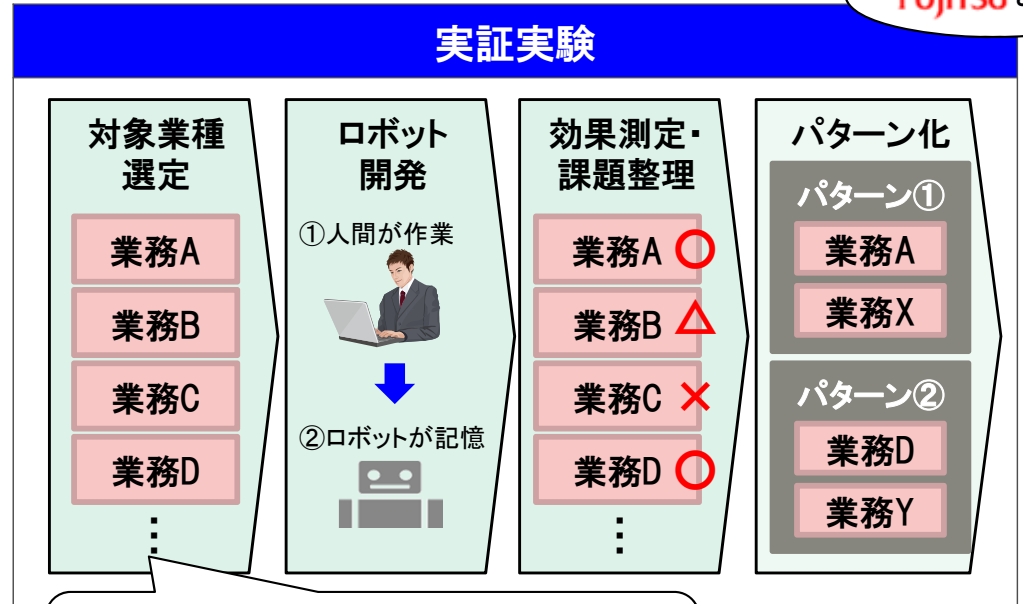 実証実験
対象業種
選定
業務A
業務B
業務C
業務D
ロボット
開発
①人間が作業
②ロボットが記憶
効果測定・
課題整理
業務A
業務B
業務C
業務D
パターン化
パターン①
業務A
業務X
パターン②
業務D
業務Y